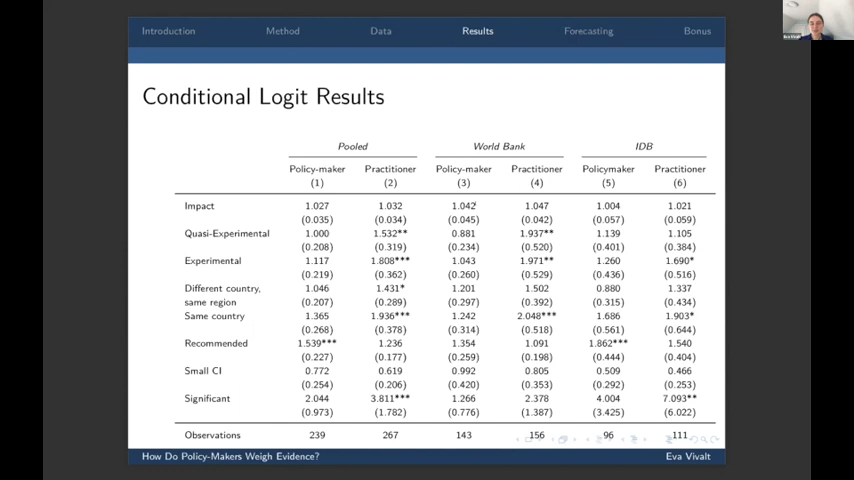 Introduction Method Data Results Forecasting Bonus
Conditional Logit Results
Pooled World Bank IDB
Policy-maker Practitioner Policy-maker Practitioner Policymaker Practitioner
(1) (2) (3) (4) (5) (6)
Impact 1.027 1.032 1.042 1.047 1.004 1.021
(0.035) (0.034) (0.045) (0.042) (0.057) (0.059)
Quasi-Experimental 1.000 1.532** 0.881 1.937** 1.139 1.105
(0.208) (0.319) (0.234) (0.520) (0.401) (0.384)
Experimental 1.117 1.808*** 1.043 1.971** 1.260 1.690*
(0.219) (0.362) (0.260) (0.529) (0.436) (0.516)
Different country, 1.046 1.431* 1.201 1.502 0.880 1.337
same region (0.207) (0.289) (0.297) (0.392) (0.315) (0.434)
Same country 1.365 1.936*** 1.242 2.048*** 1.686 1.903*
(0.268) (0.378) (0.314) (0.518) (0.561) (0.644)
Recommended 1.539*** 1.236 1.354 1.091 1.862*** 1.540
(0.227) (0.177) (0.259) (0.198) (0.444) (0.404)
Small CI 0.772 0.619 0.992 0.805 0.509 0.466
(0.254) (0.206) (0.420) (0.353) (0.292) (0.253)
Significant 2.044 3.811*** 1.266 2.378 4.004 7.093**
(0.973) (1.782) (0.776) (1.387) (3.425) (6.022)
Observations 239 267 143 156 96 111
How Do Policy-Makers Weigh Evidence? Eva Vivalt
Eva Vivalt